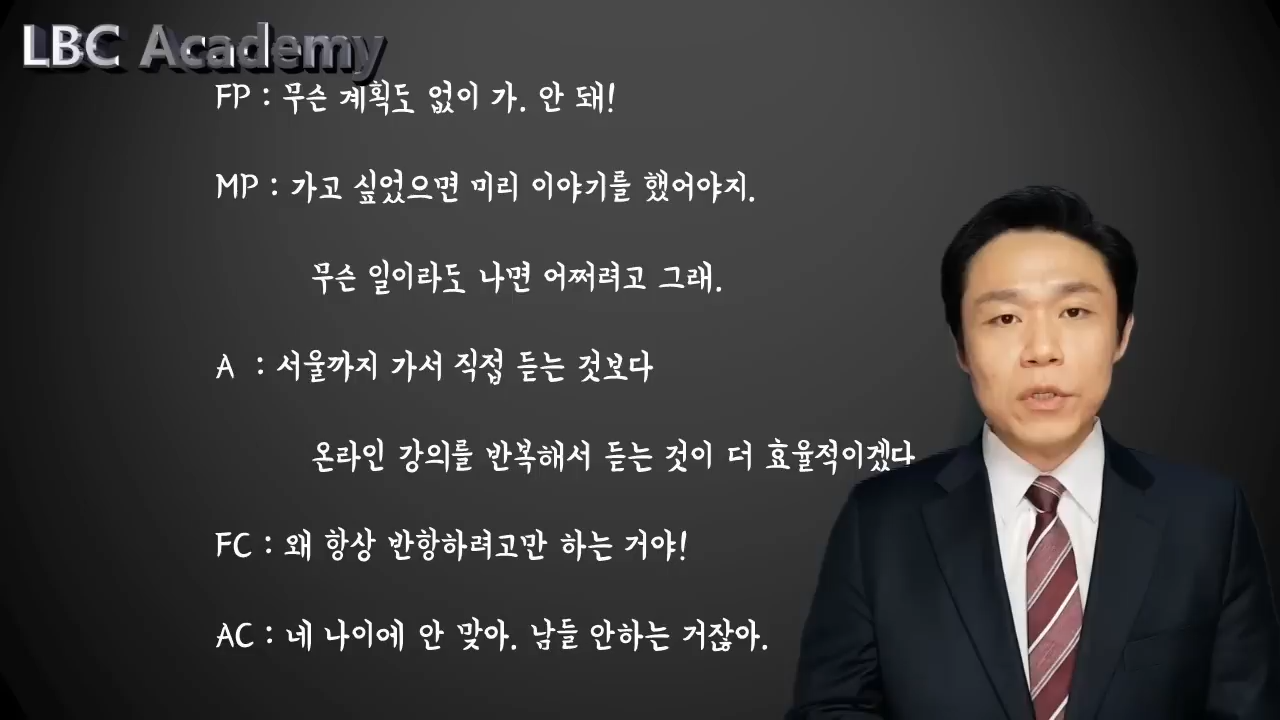 LBC Academy
FP : 무슨 계획도 없이 가. 안 돼!
MP : 가고 싶었으면 미리 이야기를 했어야지.
무슨 일이라도 나면 어쩌려고 그래.
A : 서울까지 가서 직접 듣는 것보다
온라인 강의를 반복해서 듣는 것이 더 효율적이겠다
FC : 왜 항상 반항하려고만 하는 거야!
AC : 네 나이에 안 맞아. 남들 안하는 거잖아.